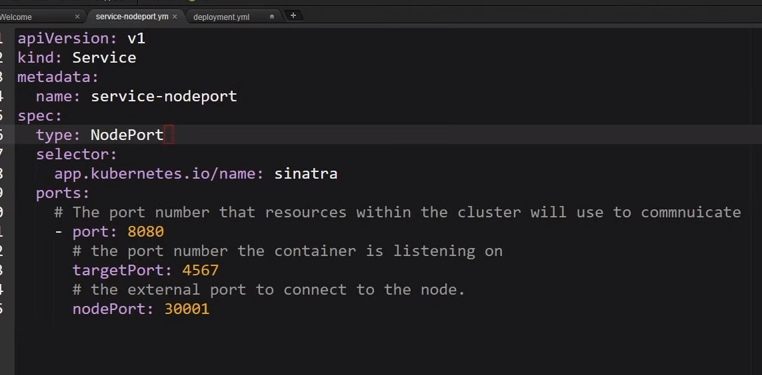 Welcome × service-nodeport.ym × deployment.yml +
apiVersion: v1
kind: Service
metadata:
name: service-nodeport
spec:
type: NodePort
selector:
app.kubernetes.io/name: sinatra
ports:
# The port number that resources within the cluster will use to commnuicate
- port: 8080
# the port number the container is listening on
targetPort: 4567
# the external port to connect to the node.
nodePort: 30001